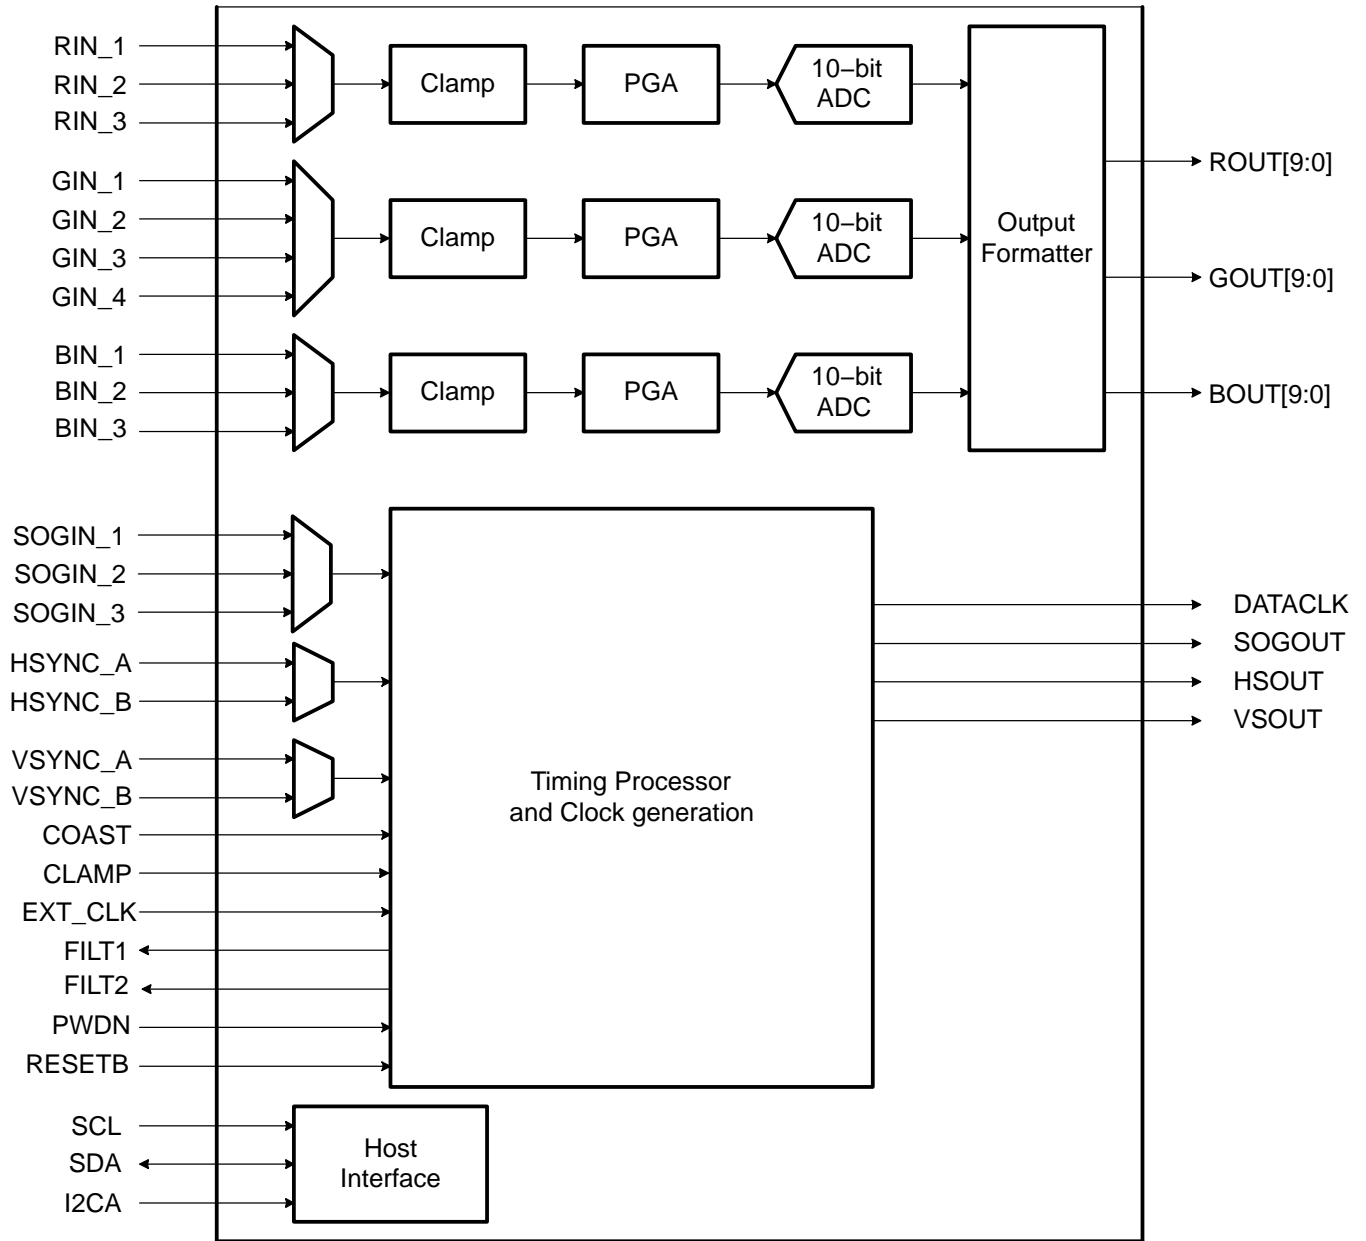 RIN_1
RIN_2
RIN_3
Clamp
PGA
10–bit
ADC
GIN_1
GIN_2
GIN_3
GIN_4
Clamp
PGA
10–bit
ADC
BIN_1
BIN_2
BIN_3
Clamp
PGA
10–bit
ADC
Output
Formatter
ROUT[9:0]
GOUT[9:0]
BOUT[9:0]
SOGIN_1
SOGIN_2
SOGIN_3
HSYNC_A
HSYNC_B
VSYNC_A
VSYNC_B
COAST
CLAMP
EXT_CLK
FILT1
FILT2
PWDN
RESETB
Timing Processor
and Clock generation
DATACLK
SOGOUT
HSOUT
VSOUT
SCL
SDA
I2CA
Host
Interface